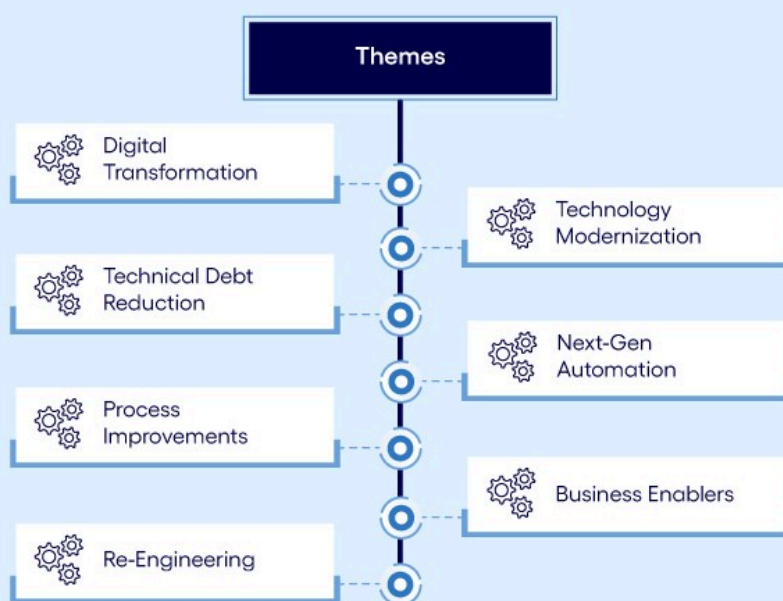 Themes
Digital
Transformation
Technology
Modernization
Technical Debt
Reduction
Next-Gen
Automation
Process
Improvements
Business Enablers
Re-Engineering